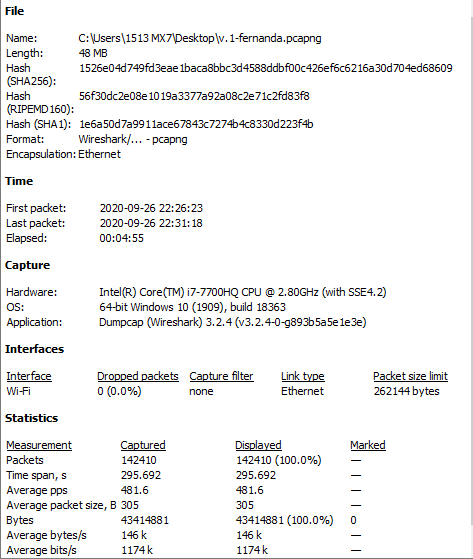 File
Name: C:\Users\1513 MX7\Desktop\v.1-fernanda.pcapng
Length: 48 MB
Hash 1526e04d749fd3eae1baca8bbc3d4588ddbf00c426ef6c6216a30d704ed68609
(SHA256):
Hash 56f30dc2e08e1019a3377a92a08c2e71c2fd83f8
(RIPEMD160):
Hash (SHA1): 1e6a50d7a9911ace67843c7274b4c8330d223f4b
Format: Wireshark/... - pcapng
Encapsulation: Ethernet
Time
First packet: 2020-09-26 22:26:23
Last packet: 2020-09-26 22:31:18
Elapsed: 00:04:55
Capture
Hardware: Intel(R) Core(TM) i7-7700HQ CPU @ 2.80GHz (with SSE4.2)
OS: 64-bit Windows 10 (1909), build 18363
Application: Dumpcap (Wireshark) 3.2.4 (v3.2.4-0-g893b5a5e1e3e)
Interfaces
Interface Dropped packets Capture filter Link type Packet size limit
Wi-Fi 0 (0.0%) none Ethernet 262144 bytes
Statistics
Measurement Captured Displayed Marked
Packets 142410 142410 (100.0%) —
Time span, s 295.692 295.692 —
Average pps 481.6 481.6 —
Average packet size, B 305 305 —
Bytes 43414881 43414881 (100.0%) 0
Average bytes/s 146 k 146 k —
Average bits/s 1174 k 1174 k —